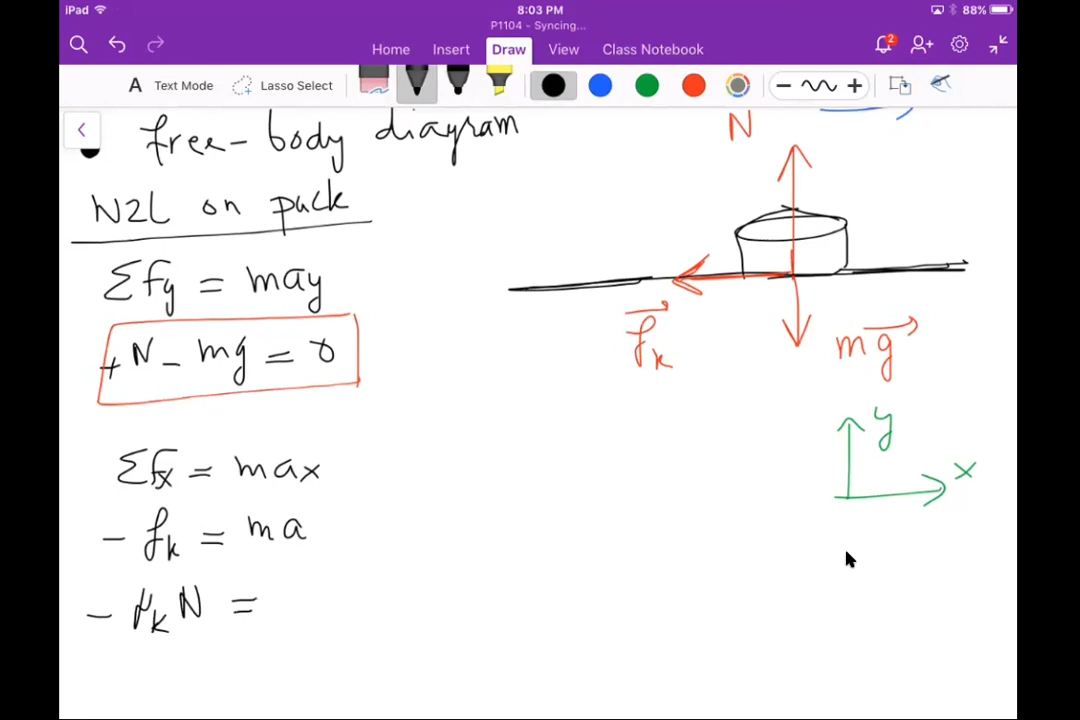 iPad 8:03 PM 88%
P1104 - Syncing...
Home Insert Draw View Class Notebook 2
A Text Mode Lasso Select
free-body diagram
N2L on puck
ΣFy = may
+N - mg = 0
ΣFx = max
- fk = ma
- μk N =
N
fk
mg
y
x